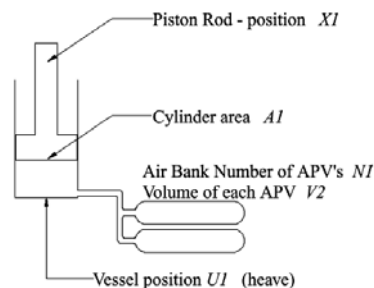 Piston Rod - position X1
Cylinder area A1
Air Bank Number of APV's N1
Volume of each APV V2
Vessel position U1 (heave)